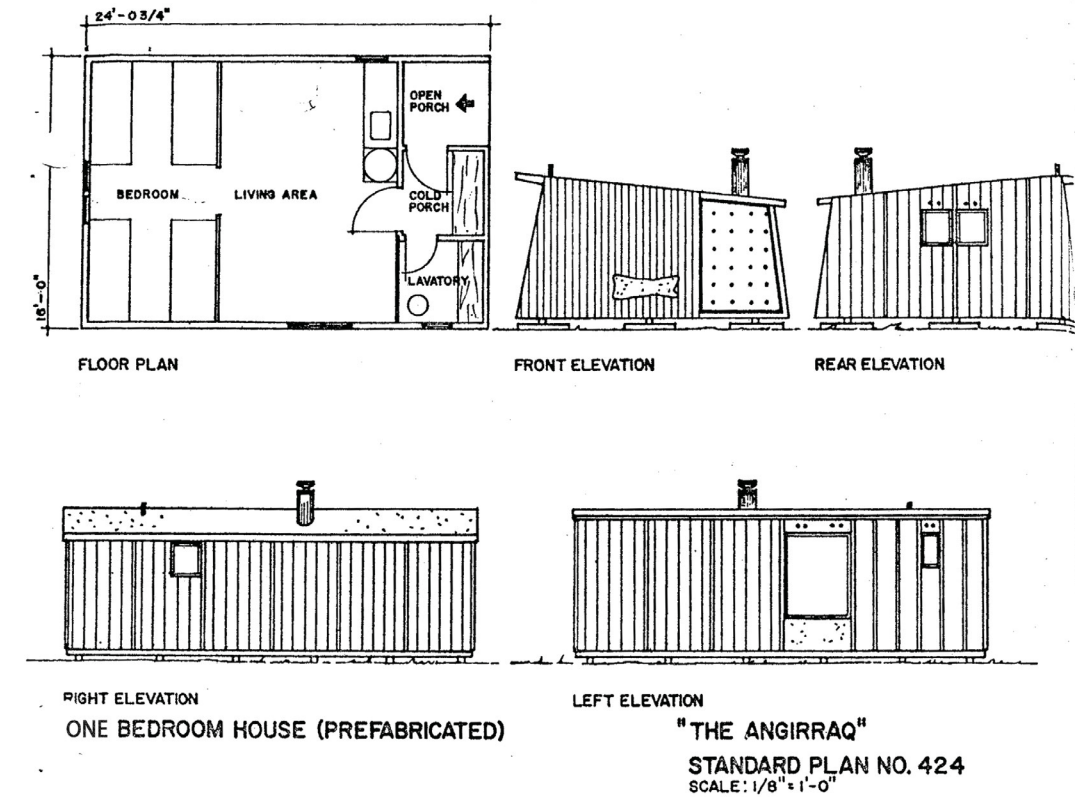 24'-0 3/4"
OPEN
PORCH
BEDROOM
LIVING AREA
COLD
PORCH
LAVATORY
16'-0"
FLOOR PLAN
FRONT ELEVATION
REAR ELEVATION
RIGHT ELEVATION
LEFT ELEVATION
ONE BEDROOM HOUSE (PREFABRICATED)
"THE ANGIRRAQ"
STANDARD PLAN NO. 424
SCALE: 1/8" = 1'-0"